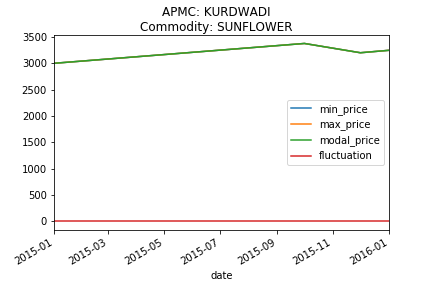 APMC: KURDWADI
Commodity: SUNFLOWER
3500
3000
2500
2000
1500
1000
500
0
min_price
max_price
modal_price
fluctuation
2015-01
2015-03
2015-05
2015-07
2015-09
2015-11
2016-01
date